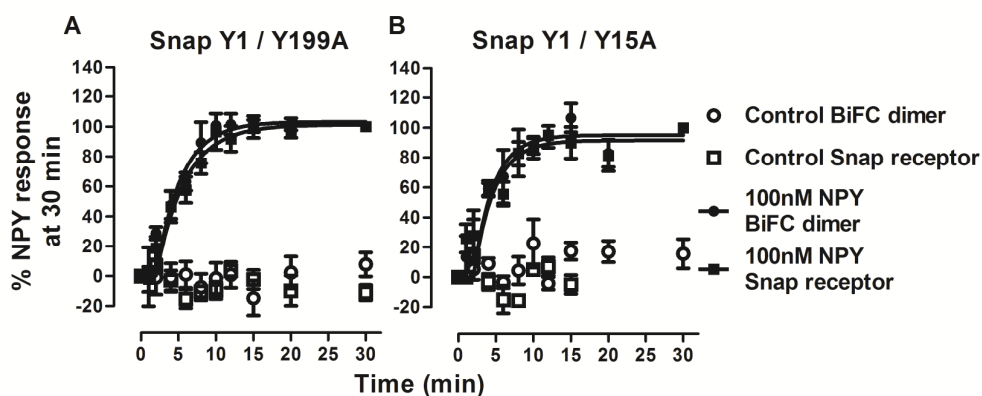 A
Snap Y1 / Y199A
B
Snap Y1 / Y15A
% NPY response
at 30 min
140
120
100
80
60
40
20
0
-20
0
5
10
15
20
30
140
120
100
80
60
40
20
0
-20
0
5
10
15
20
30
Time (min)
Control BiFC dimer
Control Snap receptor
100nM NPY
BiFC dimer
100nM NPY
Snap receptor